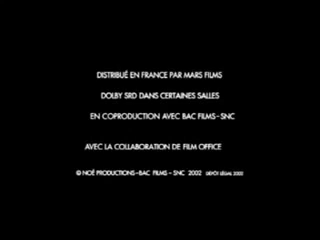 DISTRIBUÉ EN FRANCE PAR MARS FILMS
DOLBY SRD DANS CERTAINES SALLES
EN COPRODUCTION AVEC BAC FILMS-SNC
AVEC LA COLLABORATION DE FILM OFFICE
© NOÉ PRODUCTIONS-BAC FILMS - SNC 2002 DÉPÔT LÉGAL 2002